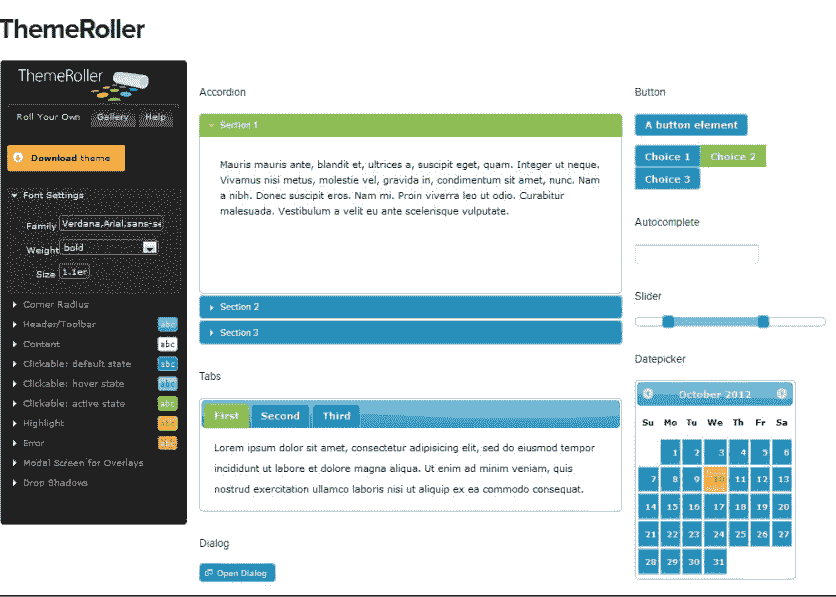 ThemeRoller
ThemeRoller
Roll Your Own Gallery Help
Download theme
Font Settings
Family Verdana,Arial,sans-se
Weight bold
Size 1.1er
Corner Radius
Header/Toolbar abc
Content abc
Clickable: default state abc
Clickable: hover state abc
Clickable: active state abc
Highlight abc
Error abc
Modal Screen for Overlays
Drop Shadows
Accordion
Section 1
Mauris mauris ante, blandit et, ultrices a, suscipit eget, quam. Integer ut neque.
Vivamus nisi metus, molestie vel, gravida in, condimentum sit amet, nunc. Nam
a nibh. Donec suscipit eros. Nam mi. Proin viverra leo ut odio. Curabitur
malesuada. Vestibulum a velit eu ante scelerisque vulputate.
Section 2
Section 3
Tabs
First Second Third
Lorem ipsum dolor sit amet, consectetur adipisicing elit, sed do eiusmod tempor
incididunt ut labore et dolore magna aliqua. Ut enim ad minim veniam, quis
nostrud exercitation ullamco laboris nisi ut aliquip ex ea commodo consequat.
Dialog
Open Dialog
Button
A button element
Choice 1 Choice 2
Choice 3
Autocomplete
Slider
Datepicker
October 2012
Su Mo Tu We Th Fr Sa
1 2 3 4 5 6
7 8 9 10 11 12 13
14 15 16 17 18 19 20
21 22 23 24 25 26 27
28 29 30 31